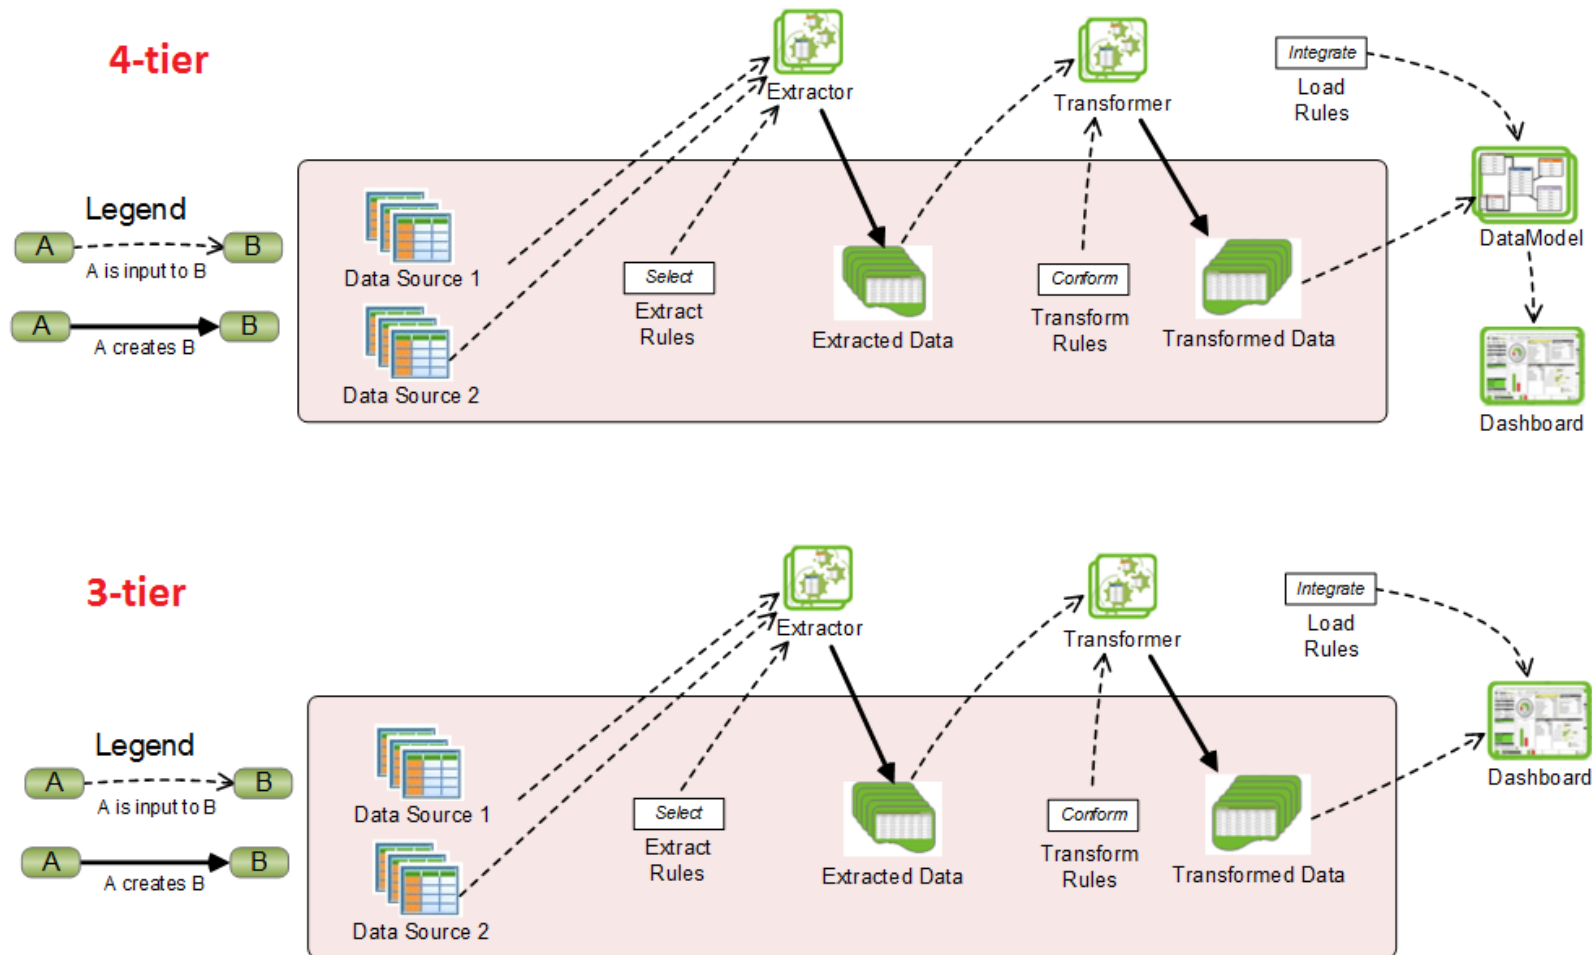 4-tier
Extractor
Transformer
Integrate
Load
Rules
Legend
A
B
A is input to B
A
B
A creates B
Data Source 1
Data Source 2
Select
Extract
Rules
Extracted Data
Conform
Transform
Rules
Transformed Data
DataModel
Dashboard
3-tier
Extractor
Transformer
Integrate
Load
Rules
Legend
A
B
A is input to B
A
B
A creates B
Data Source 1
Data Source 2
Select
Extract
Rules
Extracted Data
Conform
Transform
Rules
Transformed Data
Dashboard